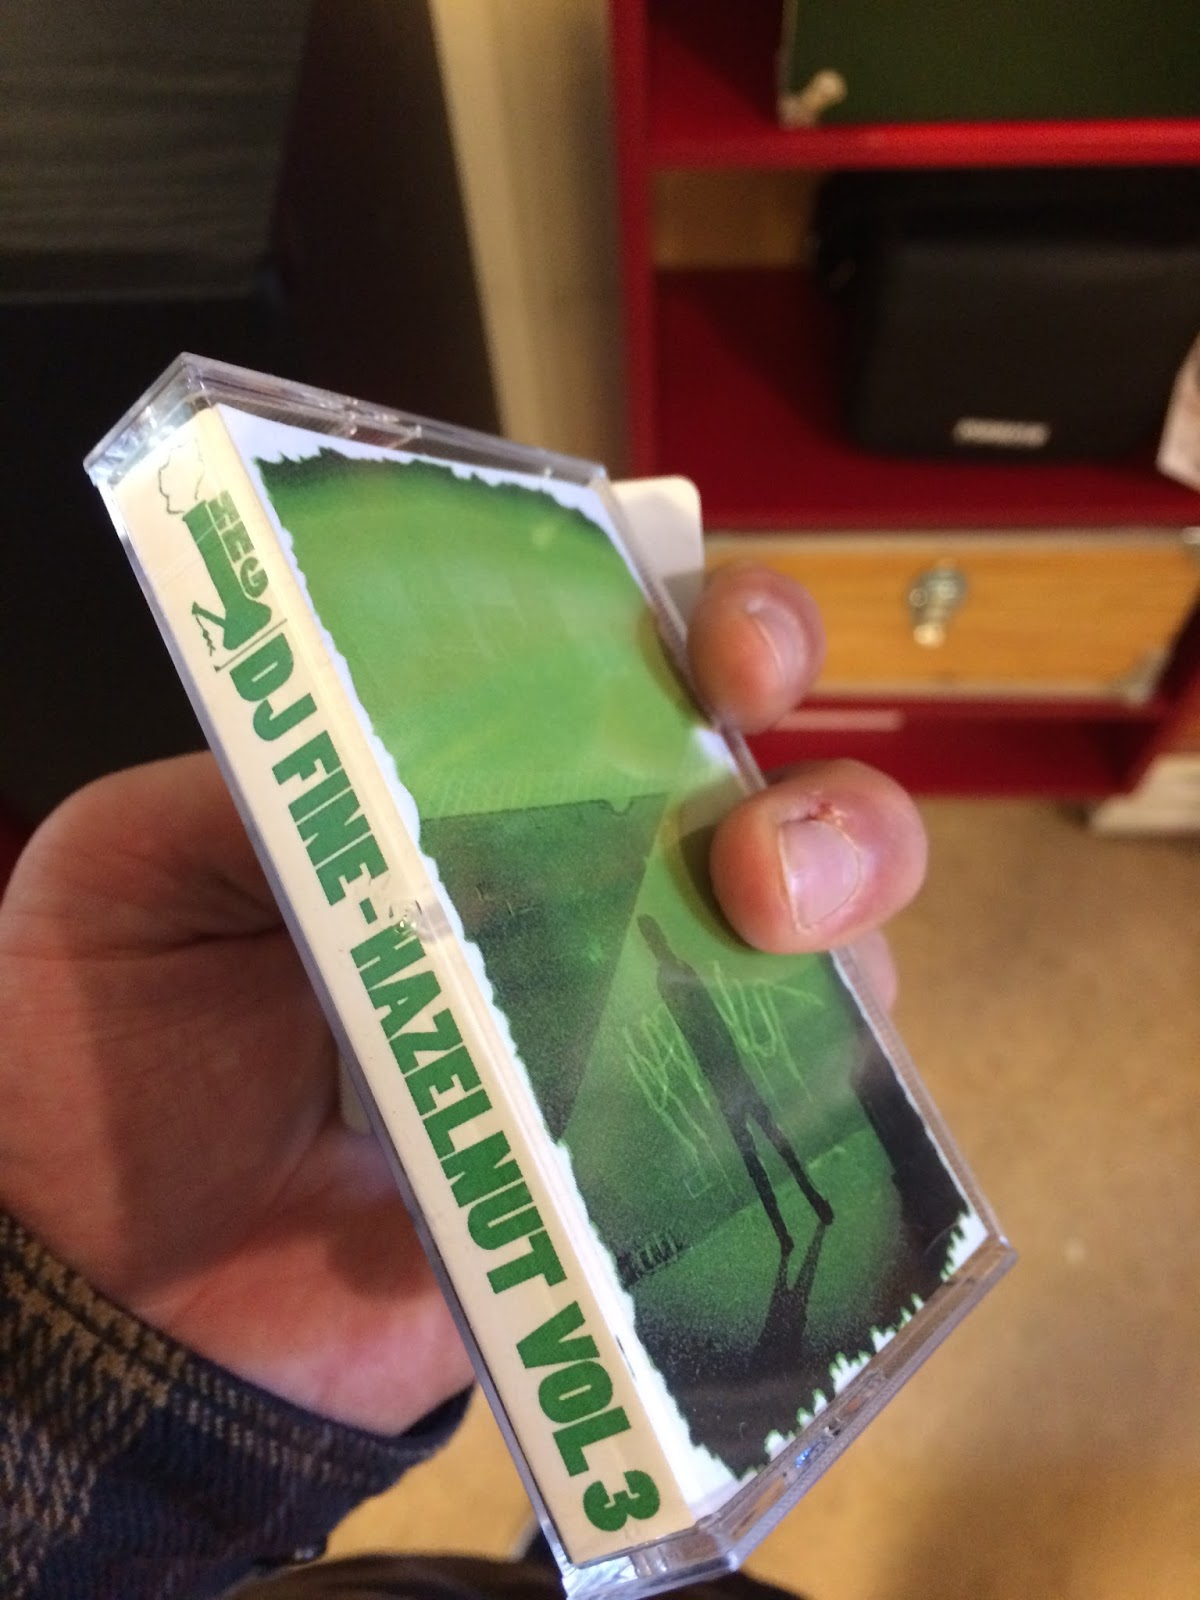 DJ FINE - HAZELNUT VOL 3